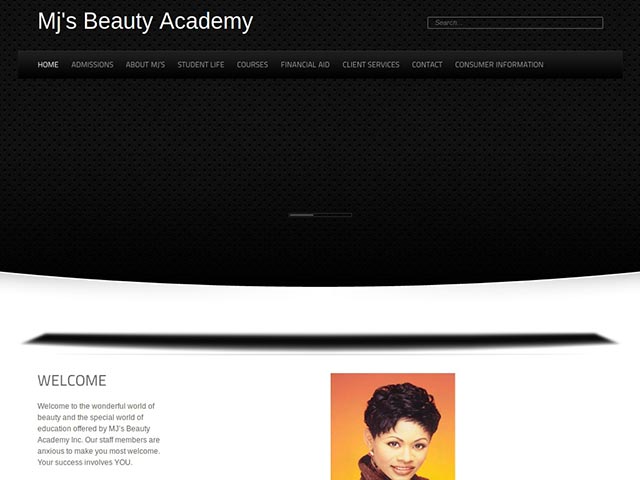 Mj's Beauty Academy
Search...
HOME ADMISSIONS ABOUT MJ'S STUDENT LIFE COURSES FINANCIAL AID CLIENT SERVICES CONTACT CONSUMER INFORMATION
WELCOME
Welcome to the wonderful world of
beauty and the special world of
education offered by MJ's Beauty
Academy Inc. Our staff members are
anxious to make you most welcome.
Your success involves YOU.